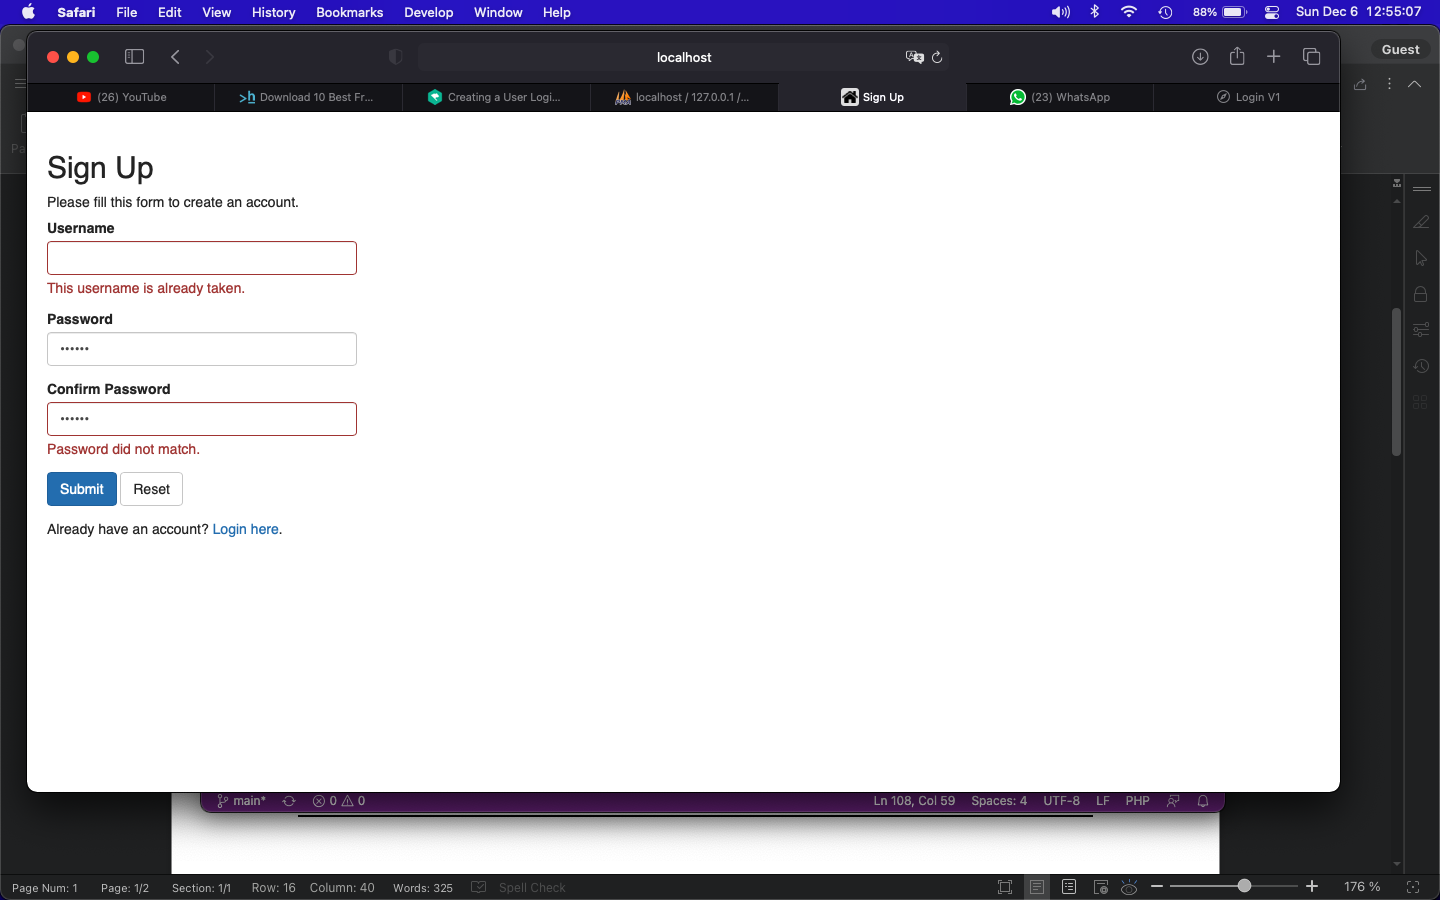 Safari File Edit View History Bookmarks Develop Window Help 88% Sun Dec 6 12:55:07
localhost
Guest
(26) YouTube
>h Download 10 Best Fr...
Creating a User Logi...
localhost / 127.0.0.1 /...
Sign Up
(23) WhatsApp
Login V1
Pa
Sign Up
Please fill this form to create an account.
Username
This username is already taken.
Password
••••••
Confirm Password
••••••
Password did not match.
Submit Reset
Already have an account? Login here.
main* 0 0 Ln 108, Col 59 Spaces: 4 UTF-8 LF PHP
Page Num: 1 Page: 1/2 Section: 1/1 Row: 16 Column: 40 Words: 325 Spell Check 176 %